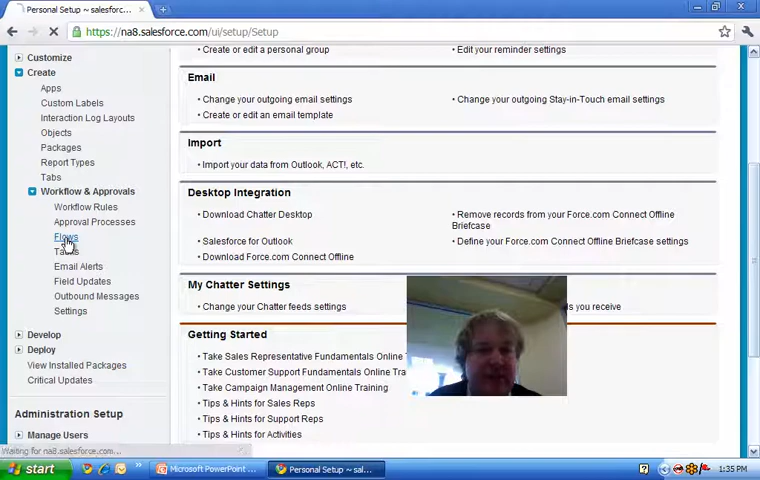 Personal Setup ~ salesforc...
https://na8.salesforce.com/ui/setup/Setup
Customize
Create
Apps
Custom Labels
Interaction Log Layouts
Objects
Packages
Report Types
Tabs
Workflow & Approvals
Workflow Rules
Approval Processes
Flows
Tasks
Email Alerts
Field Updates
Outbound Messages
Settings
Develop
Deploy
View Installed Packages
Critical Updates
Administration Setup
Manage Users
Waiting for na8.salesforce.com...
• Create or edit a personal group
• Edit your reminder settings
Email
• Change your outgoing email settings
• Change your outgoing Stay-in-Touch email settings
• Create or edit an email template
Import
• Import your data from Outlook, ACT!, etc.
Desktop Integration
• Download Chatter Desktop
• Remove records from your Force.com Connect Offline
Briefcase
• Salesforce for Outlook
• Define your Force.com Connect Offline Briefcase settings
• Download Force.com Connect Offline
My Chatter Settings
• Change your Chatter feeds settings
you receive
Getting Started
• Take Sales Representative Fundamentals Online
• Take Customer Support Fundamentals Online Tra
• Take Campaign Management Online Training
• Tips & Hints for Sales Reps
• Tips & Hints for Support Reps
• Tips & Hints for Activities
start
Microsoft PowerPoint ...
Personal Setup ~ sal...
1:35 PM